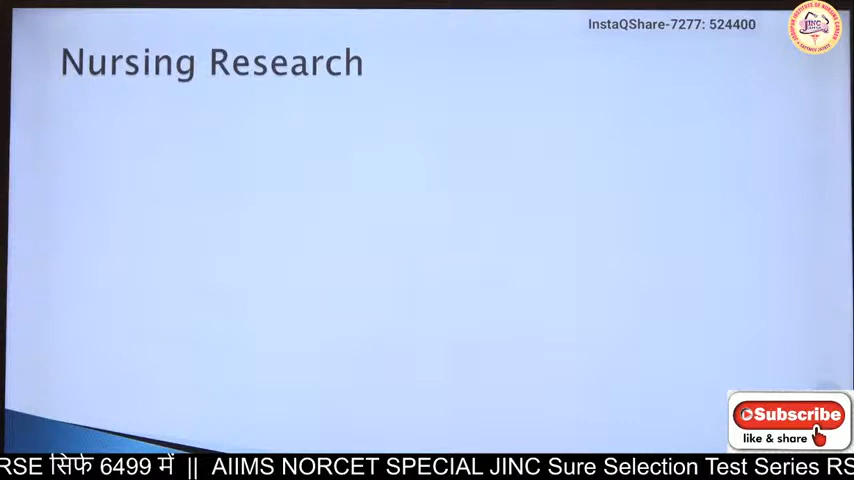 InstaQShare-7277: 524400
Nursing Research
JINC
Subscribe
like & share
RSE सिर्फ 6499 में || AIIMS NORCET SPECIAL JINC Sure Selection Test Series RS